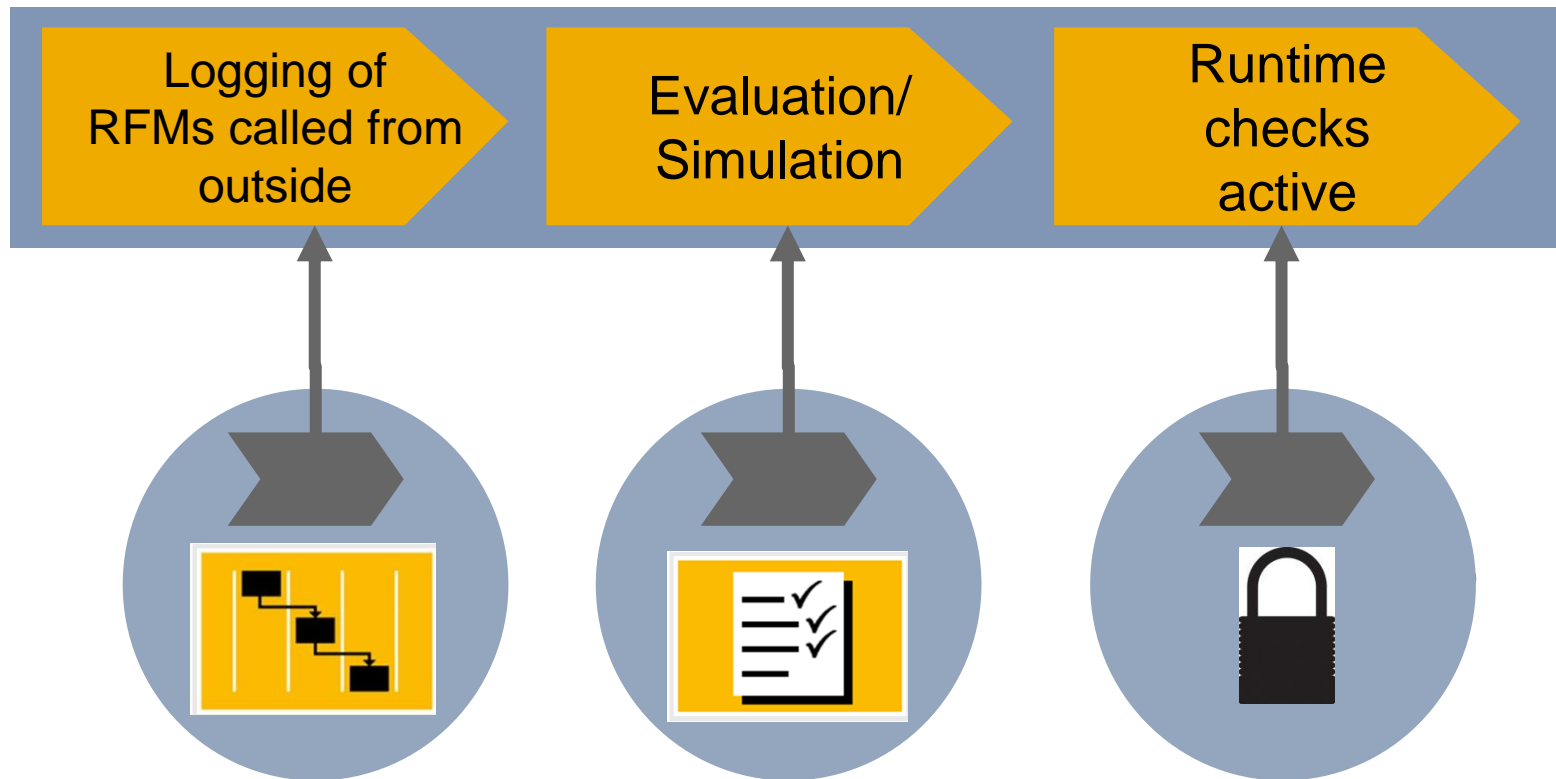 Logging of
RFMs called from
outside
Evaluation/
Simulation
Runtime
checks
active